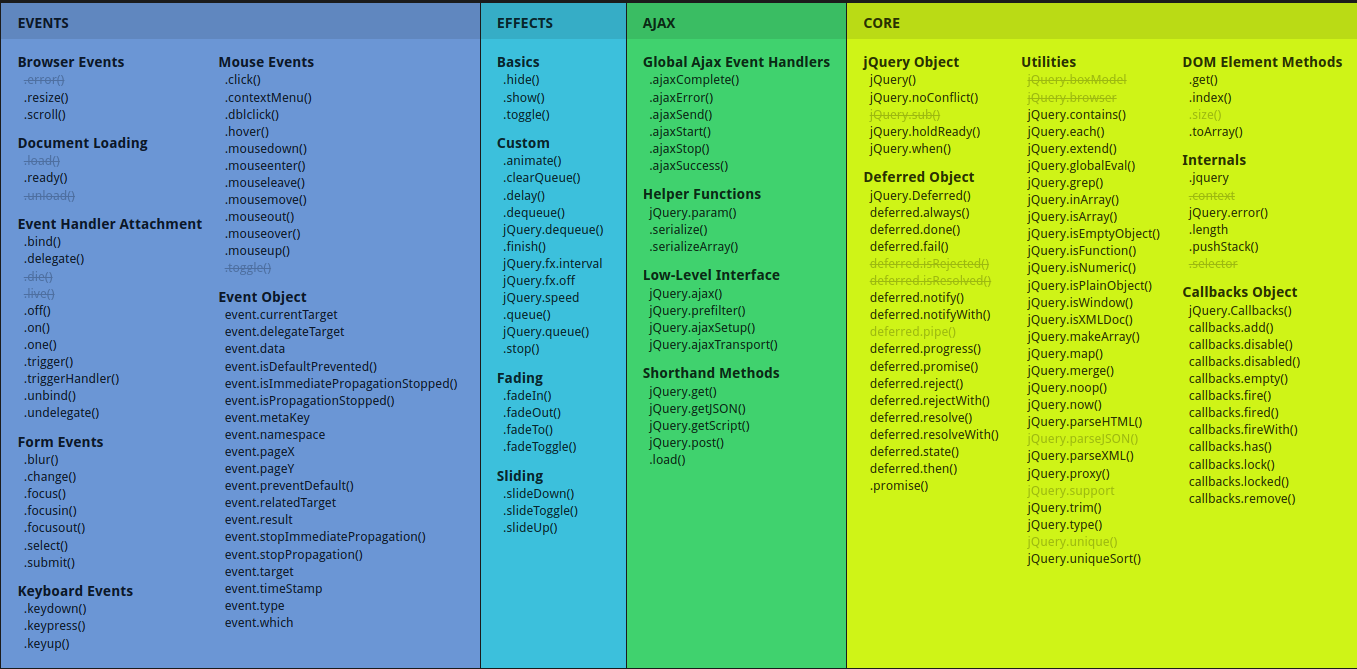 EVENTS
Browser Events
.error()
.resize()
.scroll()
Document Loading
.load()
.ready()
.unload()
Event Handler Attachment
.bind()
.delegate()
.die()
.live()
.off()
.on()
.one()
.trigger()
.triggerHandler()
.unbind()
.undelegate()
Form Events
.blur()
.change()
.focus()
.focusin()
.focusout()
.select()
.submit()
Keyboard Events
.keydown()
.keypress()
.keyup()
Mouse Events
.click()
.contextMenu()
.dblclick()
.hover()
.mousedown()
.mouseenter()
.mouseleave()
.mousemove()
.mouseout()
.mouseover()
.mouseup()
.toggle()
Event Object
event.currentTarget
event.delegateTarget
event.data
event.isDefaultPrevented()
event.isImmediatePropagationStopped()
event.isPropagationStopped()
event.metaKey
event.namespace
event.pageX
event.pageY
event.preventDefault()
event.relatedTarget
event.result
event.stopImmediatePropagation()
event.stopPropagation()
event.target
event.timeStamp
event.type
event.which
EFFECTS
Basics
.hide()
.show()
.toggle()
Custom
.animate()
.clearQueue()
.delay()
.dequeue()
jQuery.dequeue()
.finish()
jQuery.fx.interval
jQuery.fx.off
jQuery.speed
.queue()
jQuery.queue()
.stop()
Fading
.fadeIn()
.fadeOut()
.fadeTo()
.fadeToggle()
Sliding
.slideDown()
.slideToggle()
.slideUp()
AJAX
Global Ajax Event Handlers
.ajaxComplete()
.ajaxError()
.ajaxSend()
.ajaxStart()
.ajaxStop()
.ajaxSuccess()
Helper Functions
jQuery.param()
.serialize()
.serializeArray()
Low-Level Interface
jQuery.ajax()
jQuery.prefilter()
jQuery.ajaxSetup()
jQuery.ajaxTransport()
Shorthand Methods
jQuery.get()
jQuery.getJSON()
jQuery.getScript()
jQuery.post()
.load()
CORE
jQuery Object
jQuery()
jQuery.noConflict()
jQuery.sub()
jQuery.holdReady()
jQuery.when()
Deferred Object
jQuery.Deferred()
deferred.always()
deferred.done()
deferred.fail()
deferred.isRejected()
deferred.isResolved()
deferred.notify()
deferred.notifyWith()
deferred.pipe()
deferred.progress()
deferred.promise()
deferred.reject()
deferred.rejectWith()
deferred.resolve()
deferred.resolveWith()
deferred.state()
deferred.then()
.promise()
Utilities
jQuery.boxModel
jQuery.browser
jQuery.contains()
jQuery.each()
jQuery.extend()
jQuery.globalEval()
jQuery.grep()
jQuery.inArray()
jQuery.isArray()
jQuery.isEmptyObject()
jQuery.isFunction()
jQuery.isNumeric()
jQuery.isPlainObject()
jQuery.isWindow()
jQuery.isXMLDoc()
jQuery.makeArray()
jQuery.map()
jQuery.merge()
jQuery.noop()
jQuery.now()
jQuery.parseHTML()
jQuery.parseJSON()
jQuery.parseXML()
jQuery.proxy()
jQuery.support
jQuery.trim()
jQuery.type()
jQuery.unique()
jQuery.uniqueSort()
DOM Element Methods
.get()
.index()
.size()
.toArray()
Internals
.jquery
.context
jQuery.error()
.length
.pushStack()
.selector
Callbacks Object
jQuery.Callbacks()
callbacks.add()
callbacks.disable()
callbacks.disabled()
callbacks.empty()
callbacks.fire()
callbacks.fired()
callbacks.fireWith()
callbacks.has()
callbacks.lock()
callbacks.locked()
callbacks.remove()